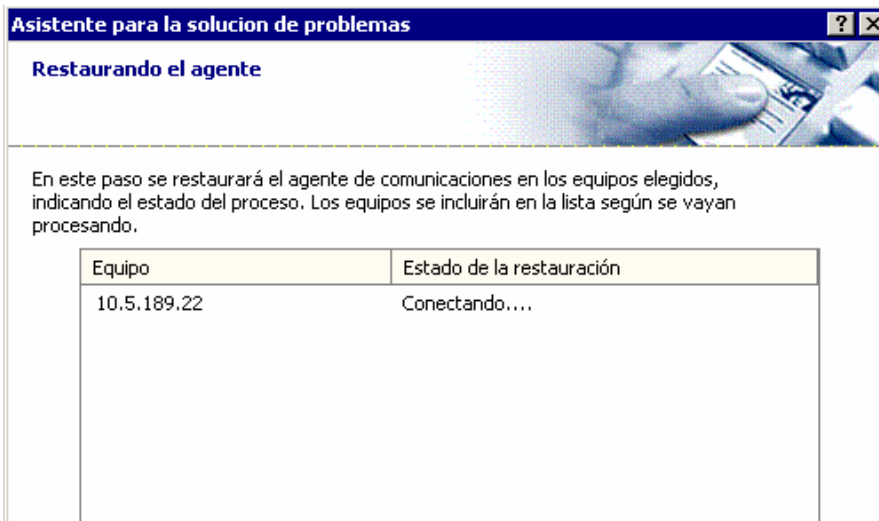 Asistente para la solucion de problemas
Restaurando el agente
En este paso se restaurará el agente de comunicaciones en los equipos elegidos,
indicando el estado del proceso. Los equipos se incluirán en la lista según se vayan
procesando.
Equipo Estado de la restauración
10.5.189.22 Conectando....